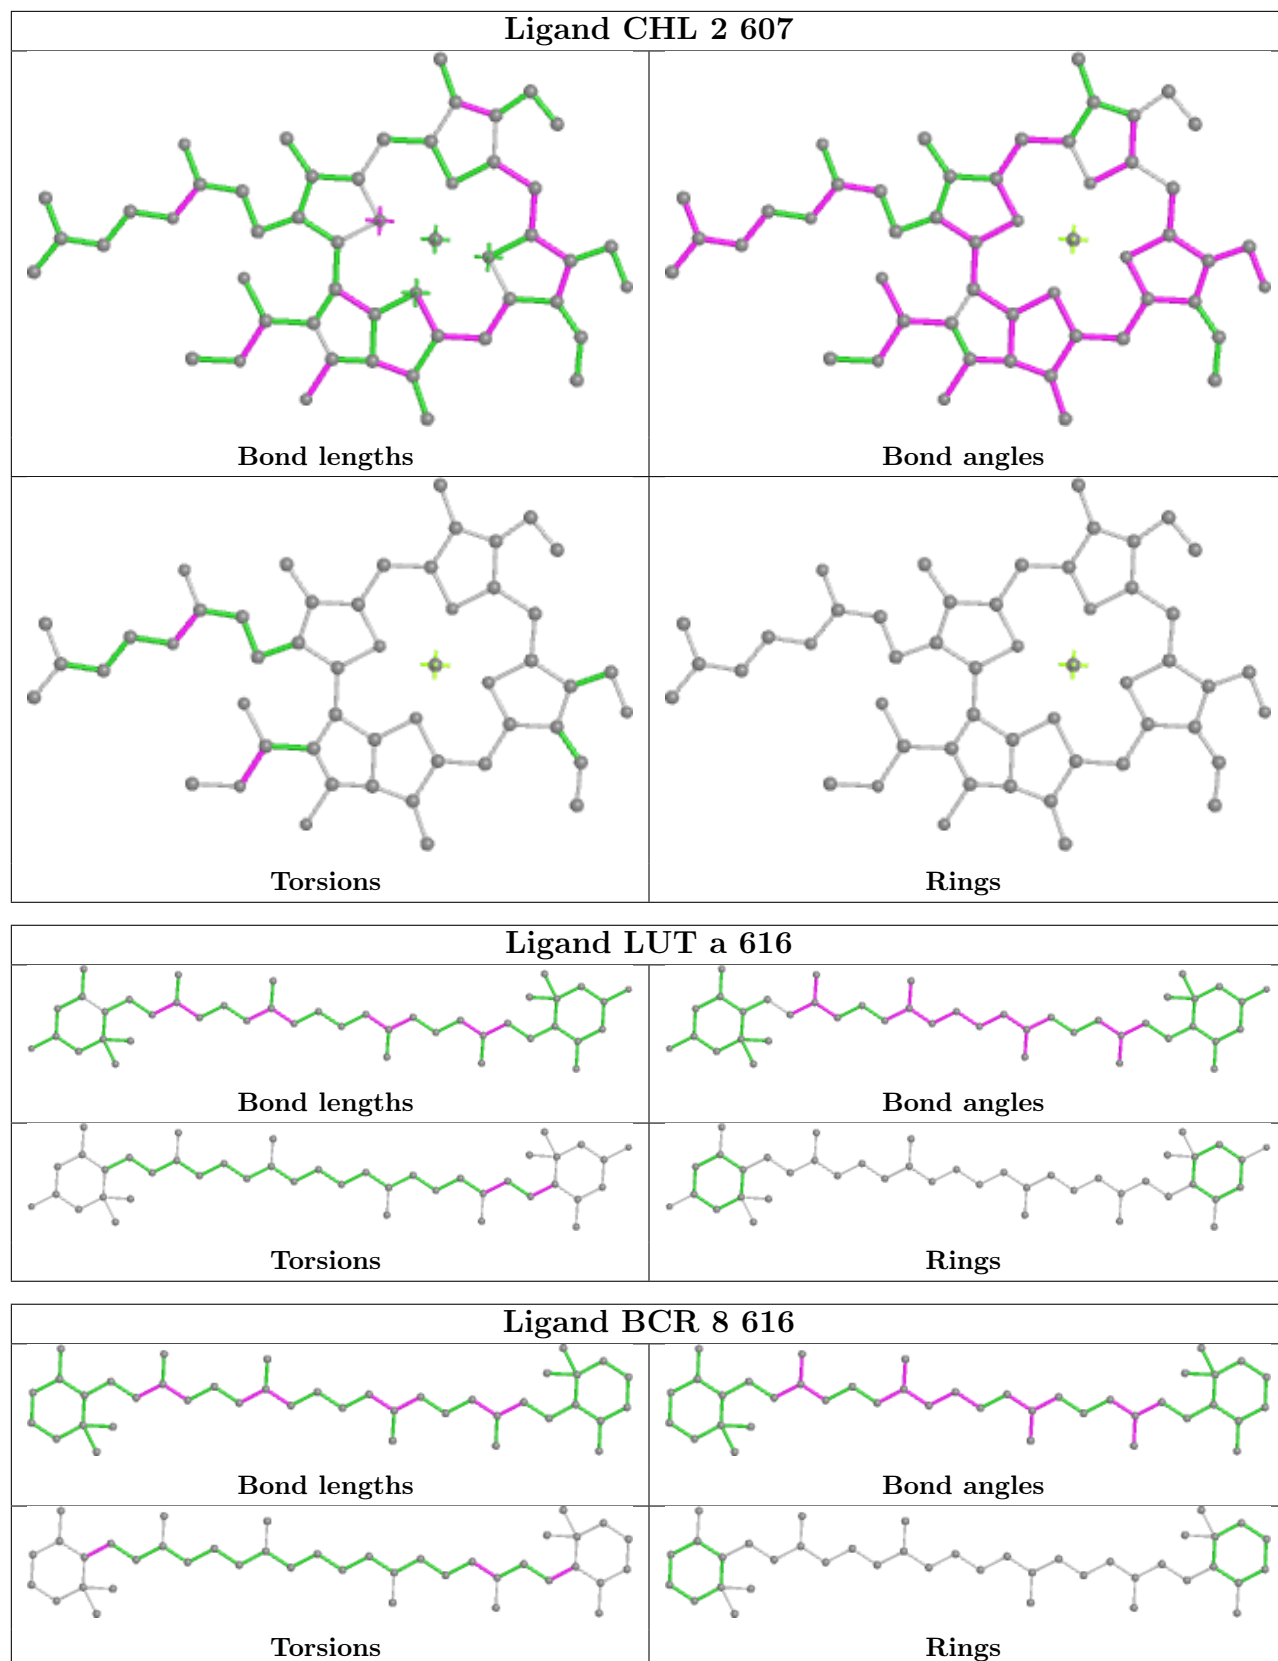 Ligand CHL 2 607
Bond lengths
Bond angles
Torsions
Rings
Ligand LUT a 616
Bond lengths
Bond angles
Torsions
Rings
Ligand BCR 8 616
Bond lengths
Bond angles
Torsions
Rings